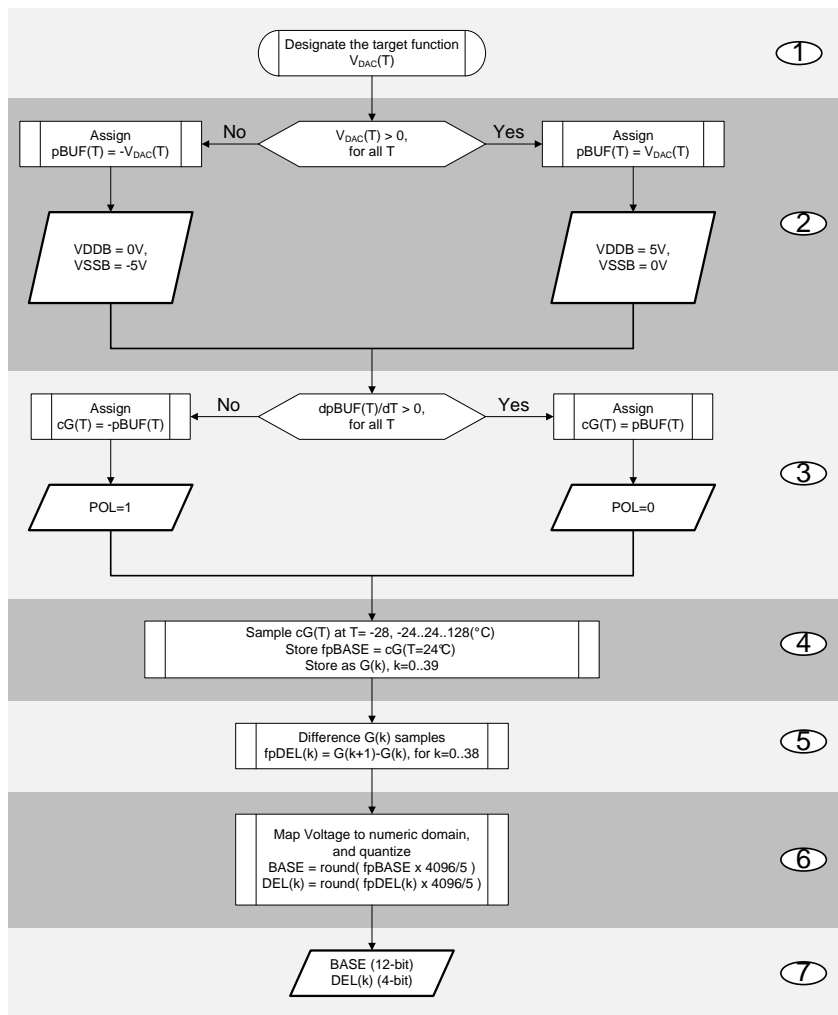 Designate the target function
V_DAC(T)
1
No
V_DAC(T) > 0,
for all T
Yes
Assign
pBUF(T) = -V_DAC(T)
Assign
pBUF(T) = V_DAC(T)
VDDB = 0V,
VSSB = -5V
VDDB = 5V,
VSSB = 0V
2
No
dpBUF(T)/dT > 0,
for all T
Yes
Assign
cG(T) = -pBUF(T)
Assign
cG(T) = pBUF(T)
POL=1
POL=0
3
Sample cG(T) at T= -28, -24..24..128(°C)
Store fpBASE = cG(T=24°C)
Store as G(k), k=0..39
4
Difference G(k) samples
fpDEL(k) = G(k+1)-G(k), for k=0..38
5
Map Voltage to numeric domain,
and quantize
BASE = round( fpBASE x 4096/5 )
DEL(k) = round( fpDEL(k) x 4096/5 )
6
BASE (12-bit)
DEL(k) (4-bit)
7